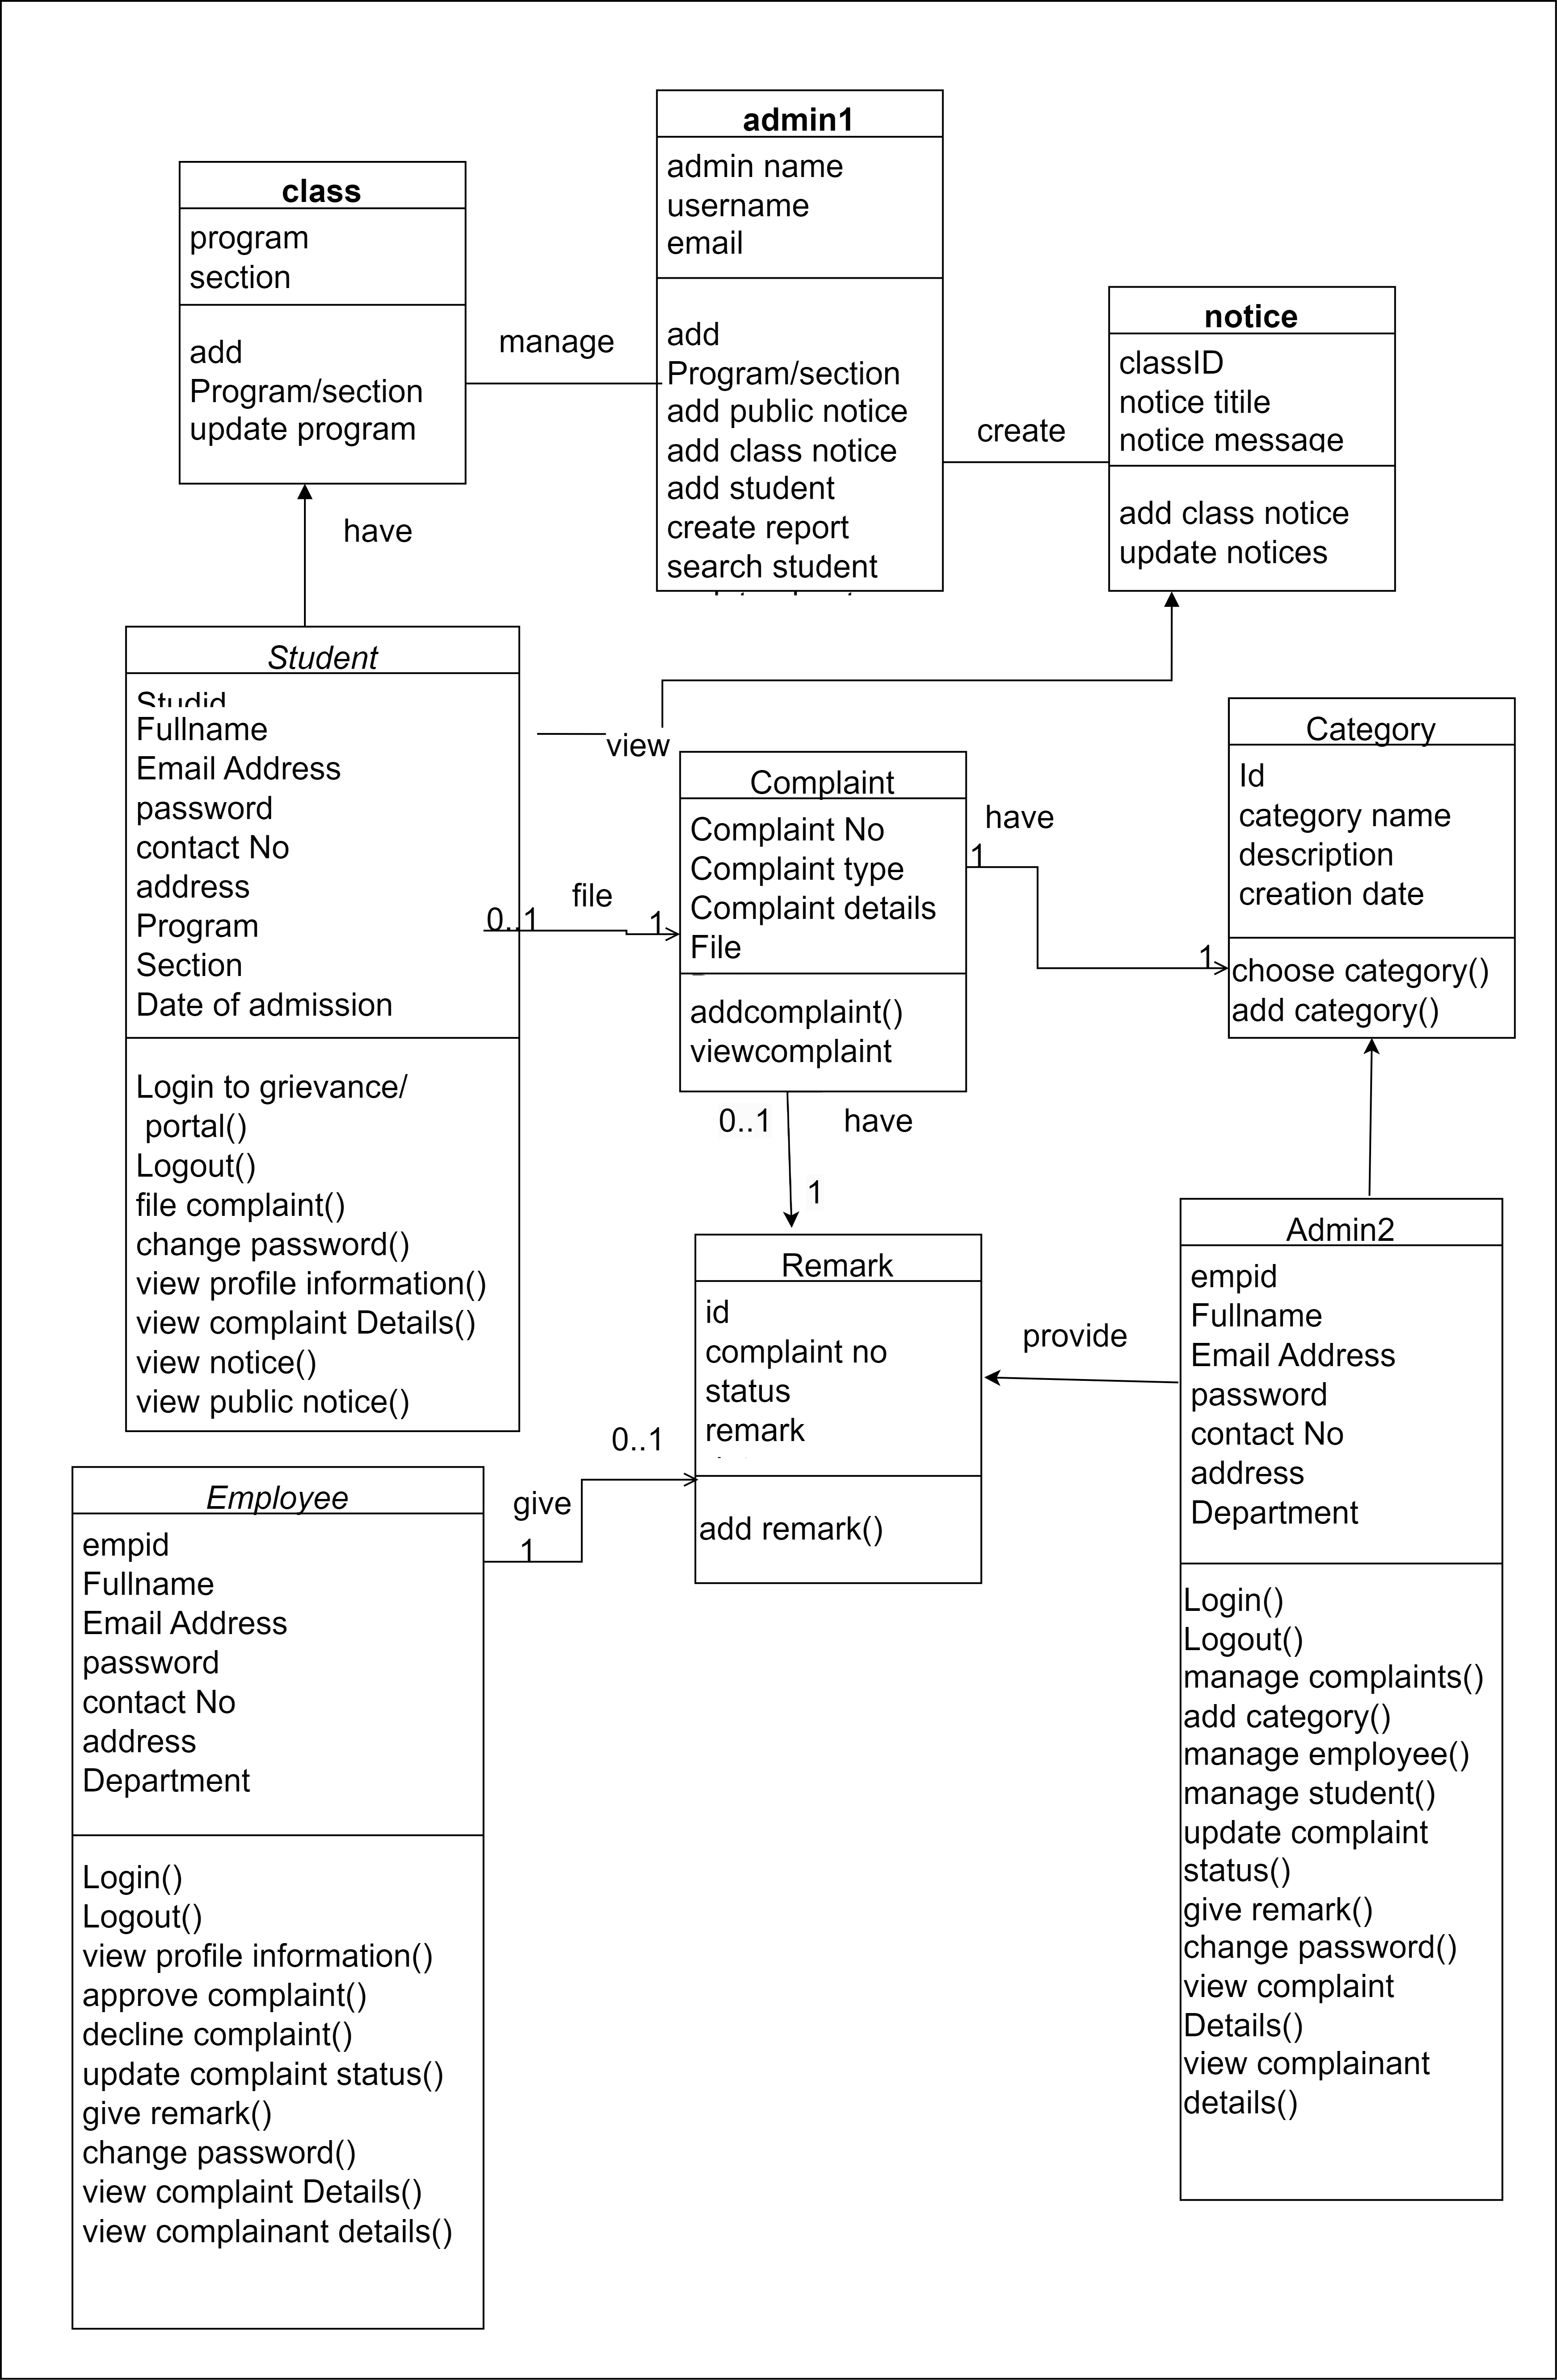 admin1
admin name
username
email
add
Program/section
add public notice
add class notice
add student
create report
search student
class
program
section
add
Program/section
update program
manage
create
notice
classID
notice titile
notice message
add class notice
update notices
have
Student
Studid
Fullname
Email Address
password
contact No
address
Program
Section
Date of admission
Login to grievance/
portal()
Logout()
file complaint()
change password()
view profile information()
view complaint Details()
view notice()
view public notice()
view
0..1
file
1
Complaint
Complaint No
Complaint type
Complaint details
File
addcomplaint()
viewcomplaint
have
1
1
Category
Id
category name
description
creation date
choose category()
add category()
0..1
have
1
Remark
id
complaint no
status
remark
add remark()
provide
Admin2
empid
Fullname
Email Address
password
contact No
address
Department
Login()
Logout()
manage complaints()
add category()
manage employee()
manage student()
update complaint
status()
give remark()
change password()
view complaint
Details()
view complainant
details()
0..1
give
1
Employee
empid
Fullname
Email Address
password
contact No
address
Department
Login()
Logout()
view profile information()
approve complaint()
decline complaint()
update complaint status()
give remark()
change password()
view complaint Details()
view complainant details()